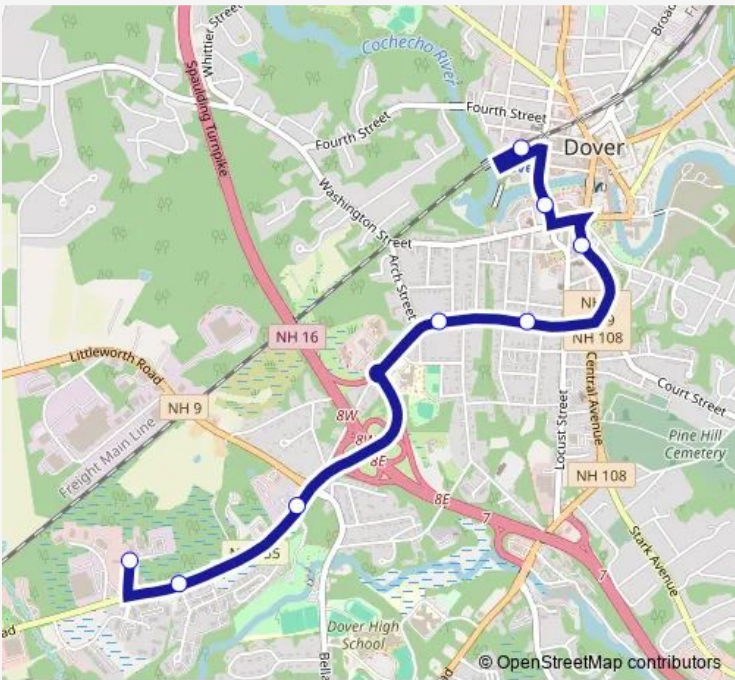 Whittier Street
Broad
Cochecho River
Spaulding Turnpike
Fourth Street
Fourth Street
Dover
Washington Street
Arch Street
NH 16
NH 108
Littleworth Road
NH 9
Central Avenue
Court Street
8W
Locust Street
8E
Pine Hill
Cemetery
Freight Main Line
NH 108
8E
7
Stark Avenue
7
Dover High
School
© OpenStreetMap contributors